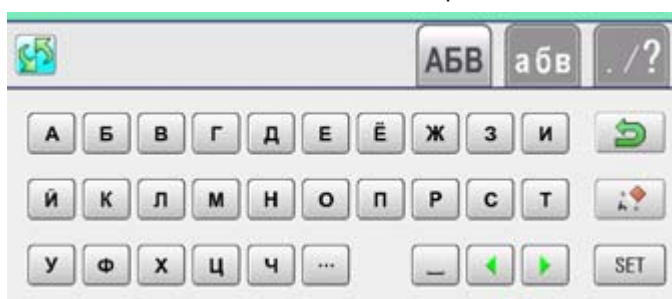 АБВ абв ./?
А Б В Г Д Е Ё Ж З И
Й К Л М Н О П Р С Т
У Ф Х Ц Ч ... _ SET